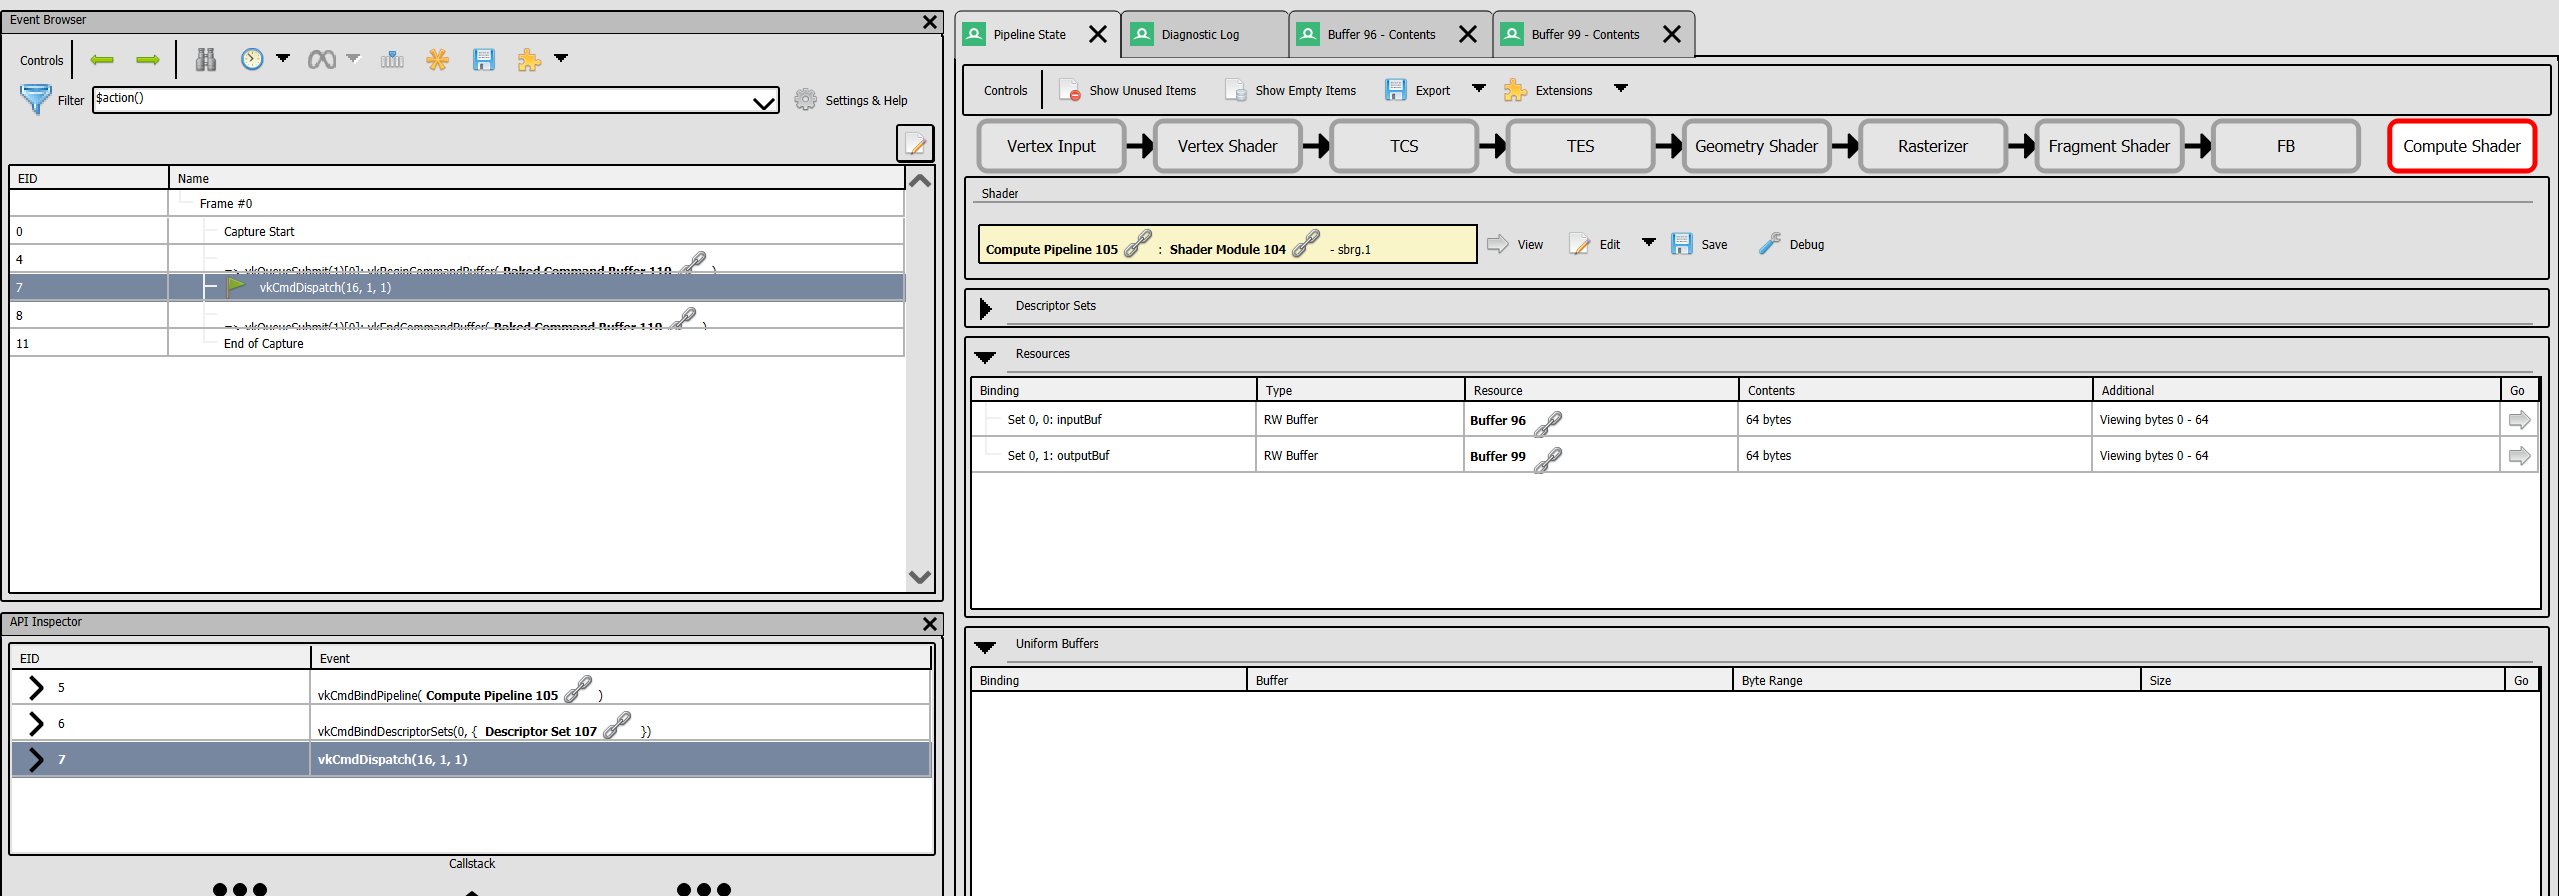 Event Browser
Controls
Filter $action() Settings & Help
EID Name
Frame #0
0 Capture Start
4 => vkQueueSubmit(1)[0]: vkBeginCommandBuffer( Baked Command Buffer 110 )
7 vkCmdDispatch(16, 1, 1)
8 => vkQueueSubmit(1)[0]: vkEndCommandBuffer( Baked Command Buffer 110 )
11 End of Capture
API Inspector
EID Event
5 vkCmdBindPipeline( Compute Pipeline 105 )
6 vkCmdBindDescriptorSets(0, { Descriptor Set 107 })
7 vkCmdDispatch(16, 1, 1)
Callstack
Pipeline State Diagnostic Log Buffer 96 - Contents Buffer 99 - Contents
Controls Show Unused Items Show Empty Items Export Extensions
Vertex Input Vertex Shader TCS TES Geometry Shader Rasterizer Fragment Shader FB Compute Shader
Shader
Compute Pipeline 105 : Shader Module 104 - sbrg.1 View Edit Save Debug
Descriptor Sets
Resources
Binding Type Resource Contents Additional Go
Set 0, 0: inputBuf RW Buffer Buffer 96 64 bytes Viewing bytes 0 - 64
Set 0, 1: outputBuf RW Buffer Buffer 99 64 bytes Viewing bytes 0 - 64
Uniform Buffers
Binding Buffer Byte Range Size Go